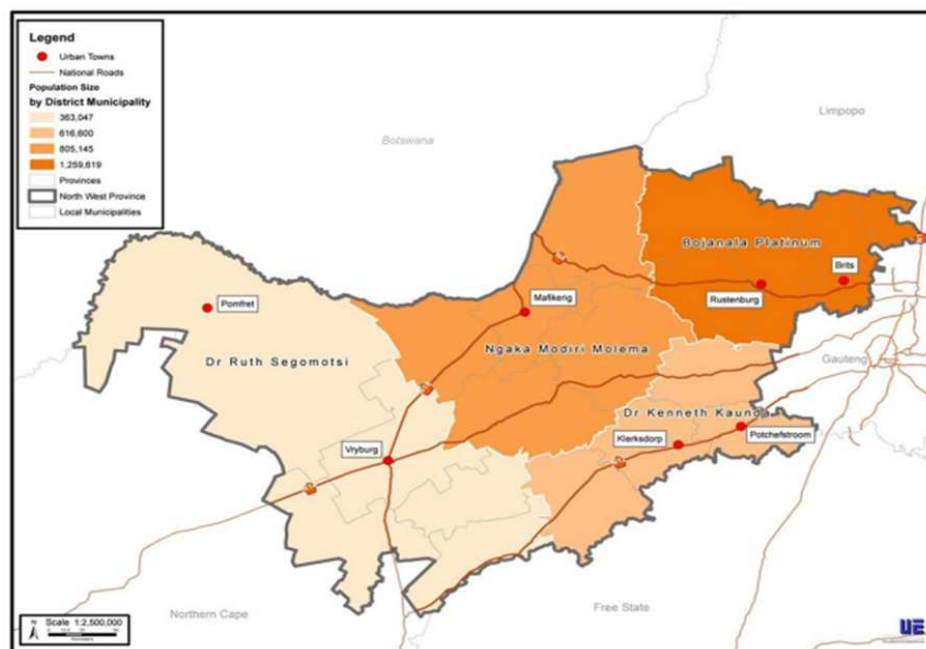 Legend
Urban Towns
National Roads
Population Size
by District Municipality
363,047
616,600
805,145
1,259,619
Provinces
North West Province
Local Municipalities
Limpopo
Botswana
Bojanala Platinum
Brits
Rustenburg
Pomfret
Mafikeng
Ngaka Modiri Molema
Dr Ruth Segomotsi
Gauteng
Dr Kenneth Kaunda
Potchefstroom
Klerksdorp
Vryburg
Northern Cape
Free State
N
Scale 1:2,500,000
UE